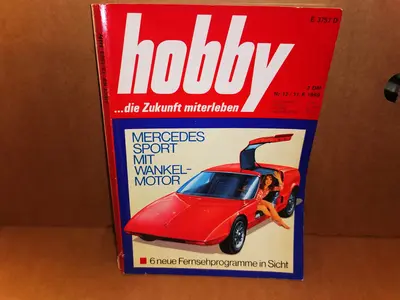 hobby
...die Zukunft miterleben
MERCEDES
SPORT
MIT
WANKEL-
MOTOR
6 neue Fernsehprogramme in Sicht